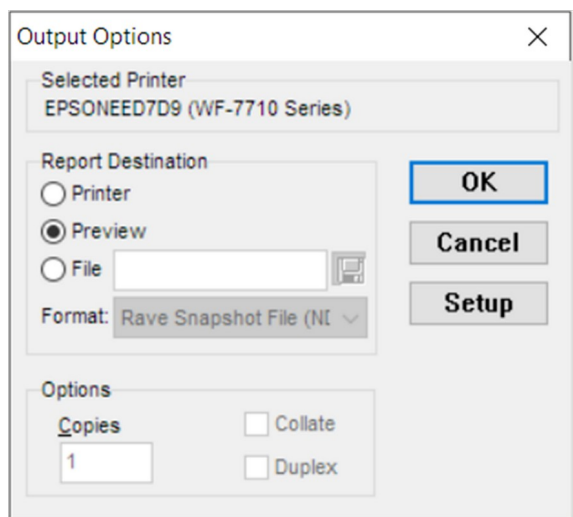 Output Options
Selected Printer
EPSONEED7D9 (WF-7710 Series)
Report Destination
Printer
Preview
File
Format: Rave Snapshot File (NI
OK
Cancel
Setup
Options
Copies
Collate
1
Duplex